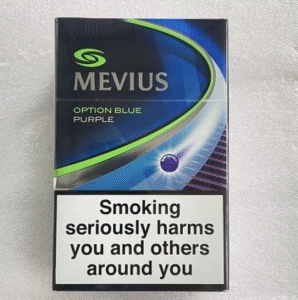 MEVIUS
OPTION BLUE
PURPLE
Smoking
seriously harms
you and others
around you